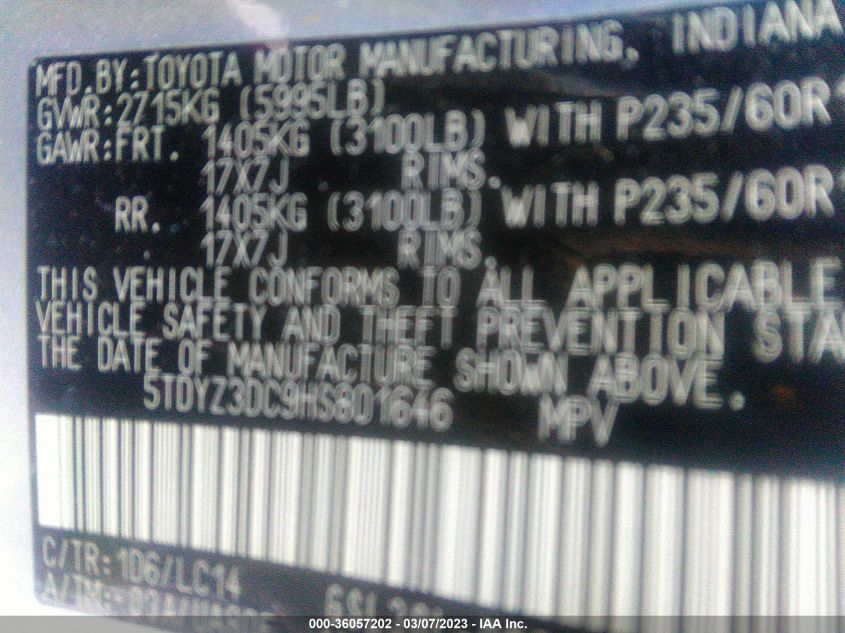 MFD.BY:TOYOTA MOTOR MANUFACTURING, INDIANA
GVWR:2715KG (5995LB)
GAWR:FRT. 1405KG (3100LB) WITH P235/60R1
17X7J RIMS.
RR. 1405KG (3100LB) WITH P235/60R1
17X7J RIMS.
THIS VEHICLE CONFORMS TO ALL APPLICABLE
VEHICLE SAFETY AND THEFT PREVENTION STA
THE DATE OF MANUFACTURE SHOWN ABOVE.
5TDYZ3DC9HS801646 MPV
C/TR:1D6/LC14
000-36057202 - 03/07/2023 - IAA Inc.